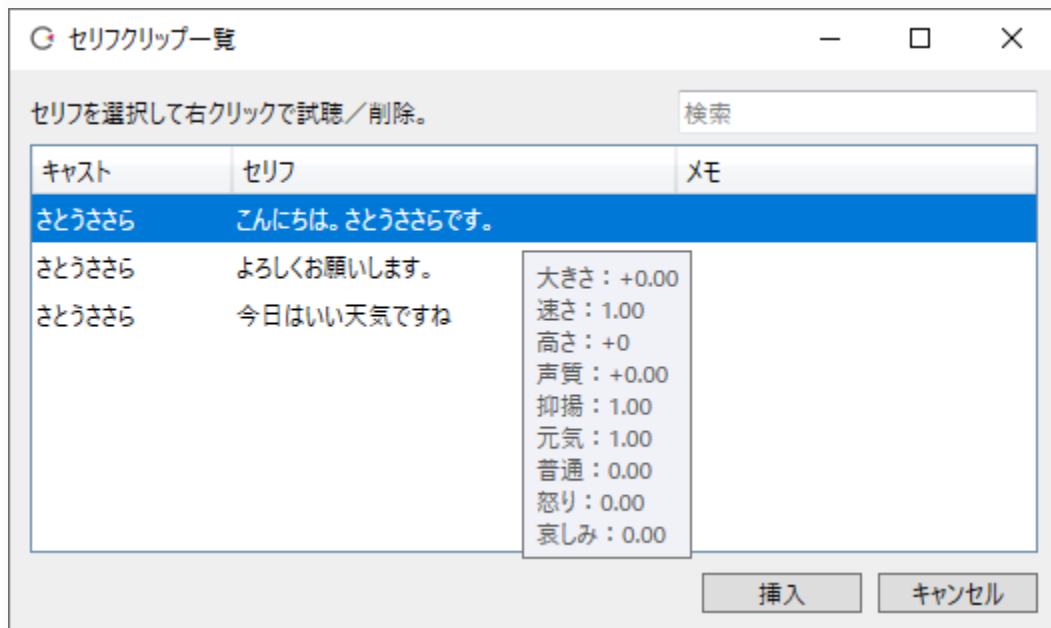 セリフクリップ一覧
セリフを選択して右クリックで試聴／削除。 検索
キャスト セリフ メモ
さとうささら こんにちは。さとうささらです。
さとうささら よろしくお願いします。
さとうささら 今日はいい天気ですね
大きさ：+0.00
速さ：1.00
高さ：+0
声質：+0.00
抑揚：1.00
元気：1.00
普通：0.00
怒り：0.00
哀しみ：0.00
挿入 キャンセル